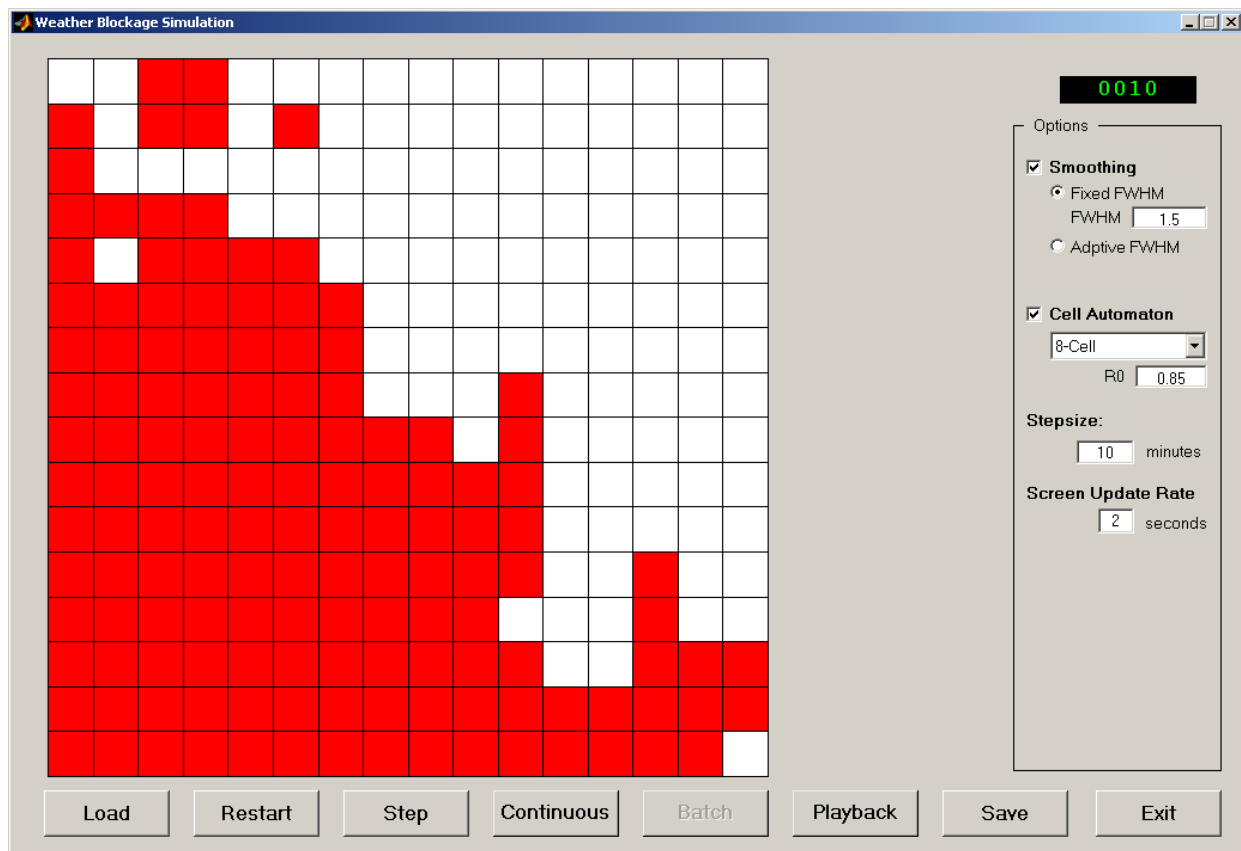 Weather Blockage Simulation
0010
Options
Smoothing
Fixed FWHM
FWHM 1.5
Adptive FWHM
Cell Automaton
8-Cell
R0 0.85
Stepsize:
10 minutes
Screen Update Rate
2 seconds
Load Restart Step Continuous Batch Playback Save Exit